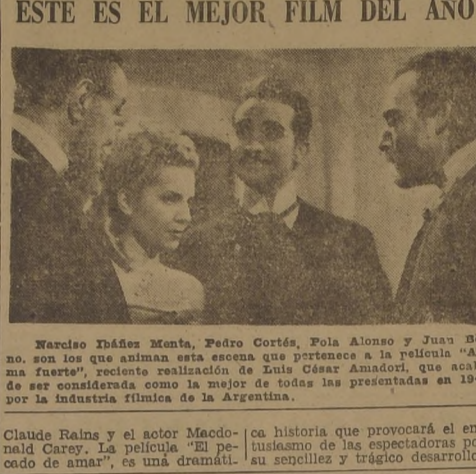 ESTE ES EL MEJOR FILM DEL AÑO
Narciso Ibáñez Menta, Pedro Cortés, Pola Alonso y Juan
no. son los que animan esta escena que pertenece a la película "A
ma fuerte", reciente realización de Luis César Amadori, que aca
de ser considerada como la mejor de todas las presentadas en 19
por la industria fílmica de la Argentina.
Claude Rains y el actor Macdo-
nald Carey. La película "El pe-
cado de amar", es una dramáti-
ca historia que provocará el en
tusiasmo de las espectadoras po
su sencillez y trágico desarroll